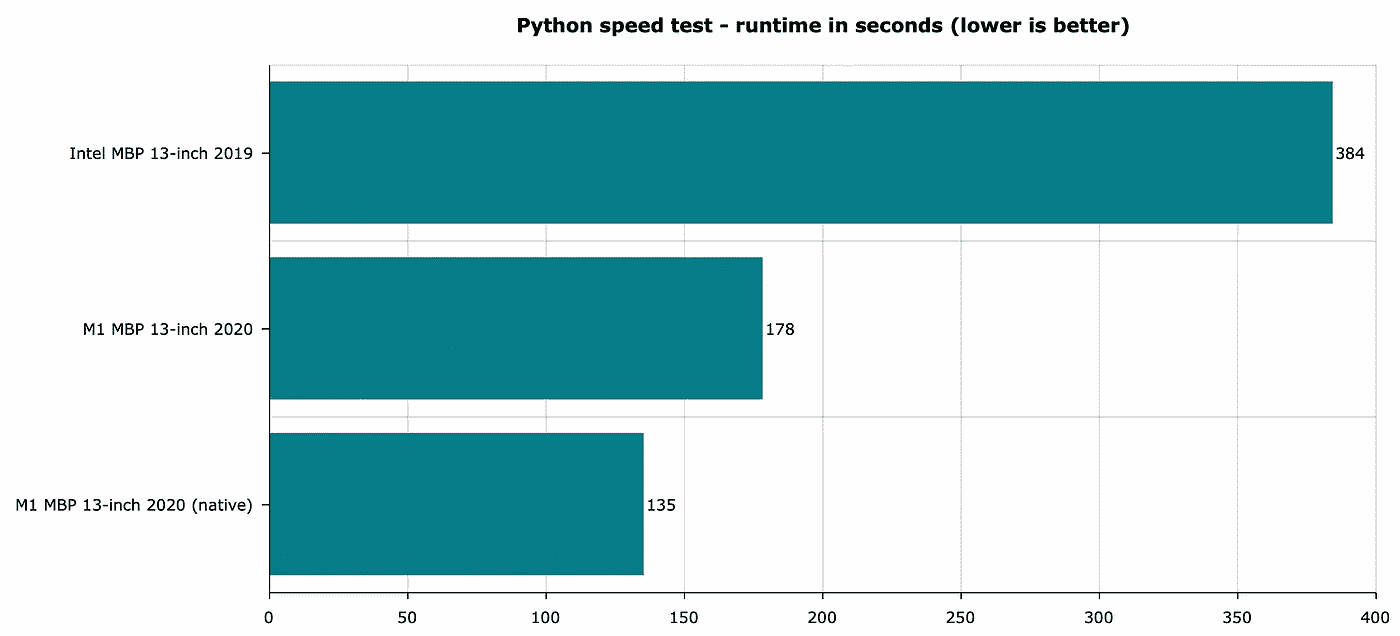 Python speed test - runtime in seconds (lower is better)
Intel MBP 13-inch 2019
384
M1 MBP 13-inch 2020
178
M1 MBP 13-inch 2020 (native)
135
0 50 100 150 200 250 300 350 400